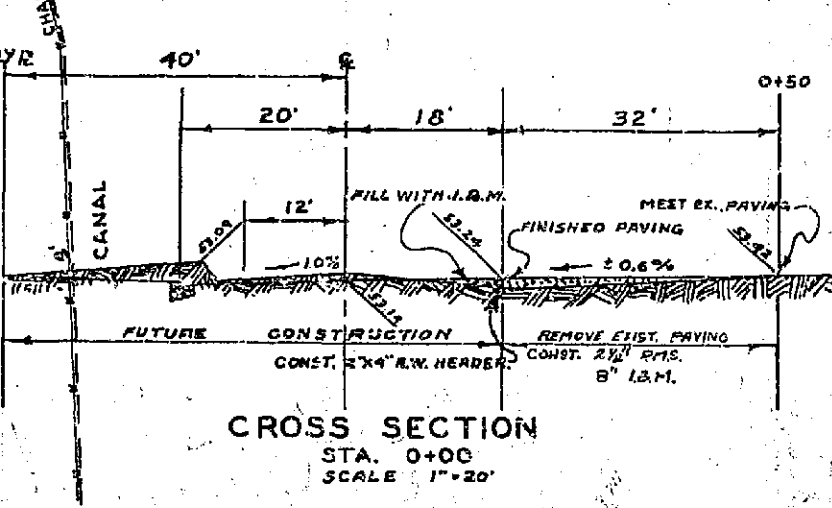 CHA
40'
0+50
20'
18'
32'
CANAL
FILL WITH I.B.M.
MEET EX. PAVING
12'
53.09
53.24
FINISHED PAVING
53.42
1.0%
± 0.6%
53.14
FUTURE CONSTRUCTION
REMOVE EXIST. PAVING
CONST. 2"X4" R.W. HEADER.
CONST. 2½" P.M.S.
8" I.B.M.
CROSS SECTION
STA. 0+00
SCALE 1"=20'